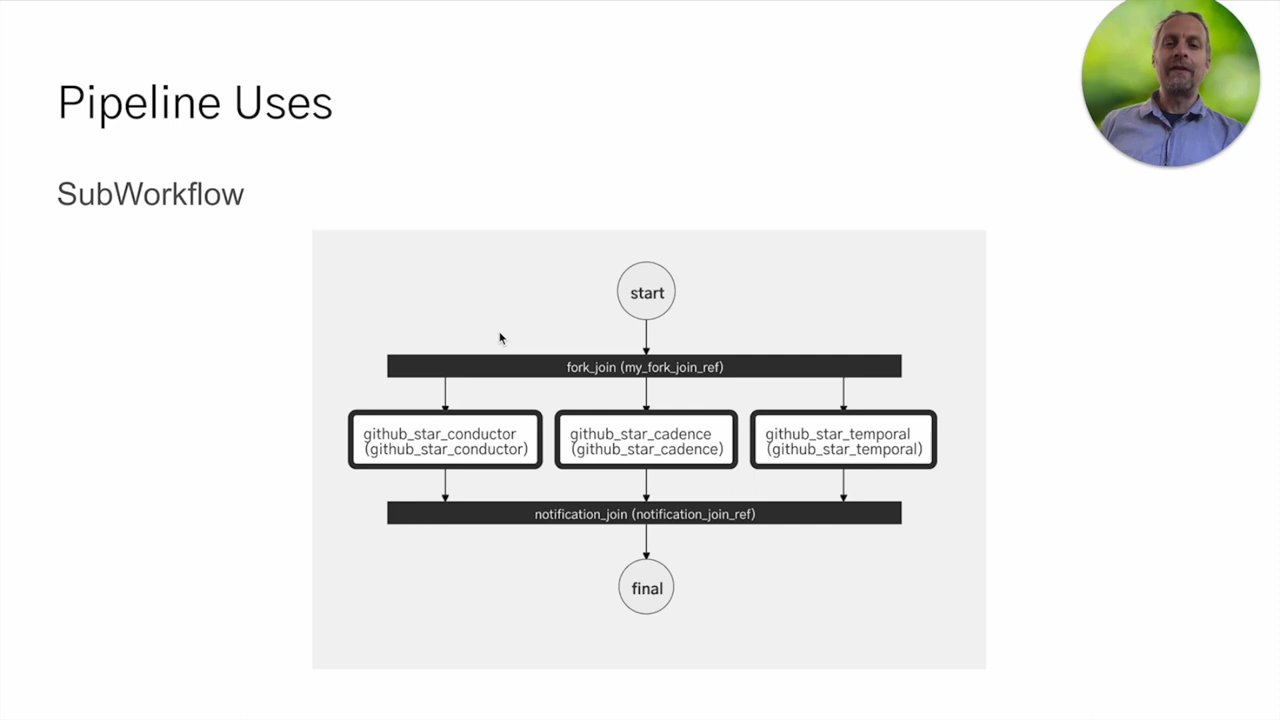 Pipeline Uses
SubWorkflow
start
fork_join (my_fork_join_ref)
github_star_conductor
(github_star_conductor)
github_star_cadence
(github_star_cadence)
github_star_temporal
(github_star_temporal)
notification_join (notification_join_ref)
final